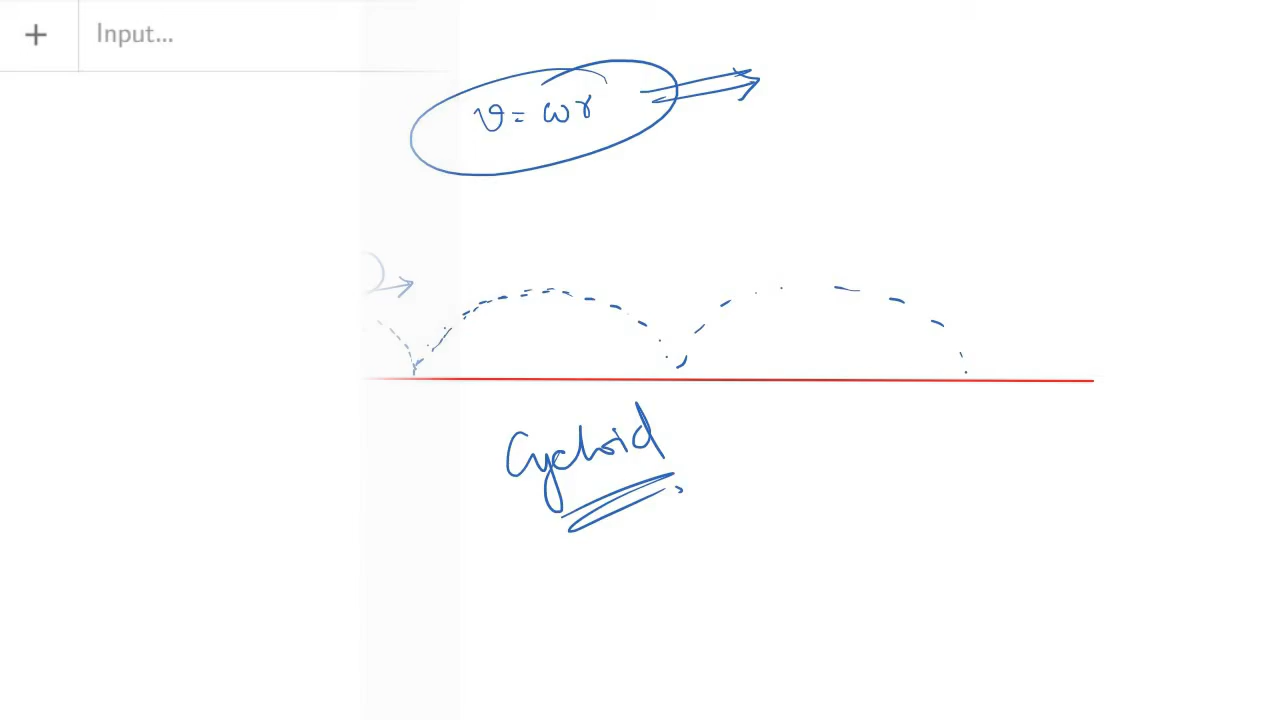 + Input...
v = ωr
Cycloid